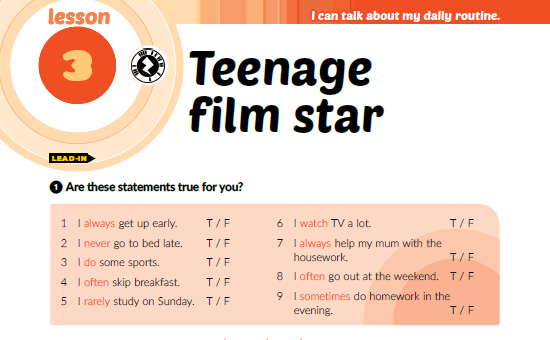 lesson
3
I can talk about my daily routine.
Teenage
film star
LEAD-IN
1 Are these statements true for you?
1 I always get up early. T / F
2 I never go to bed late. T / F
3 I do some sports. T / F
4 I often skip breakfast. T / F
5 I rarely study on Sunday. T / F
6 I watch TV a lot. T / F
7 I always help my mum with the
housework. T / F
8 I often go out at the weekend. T / F
9 I sometimes do homework in the
evening. T / F